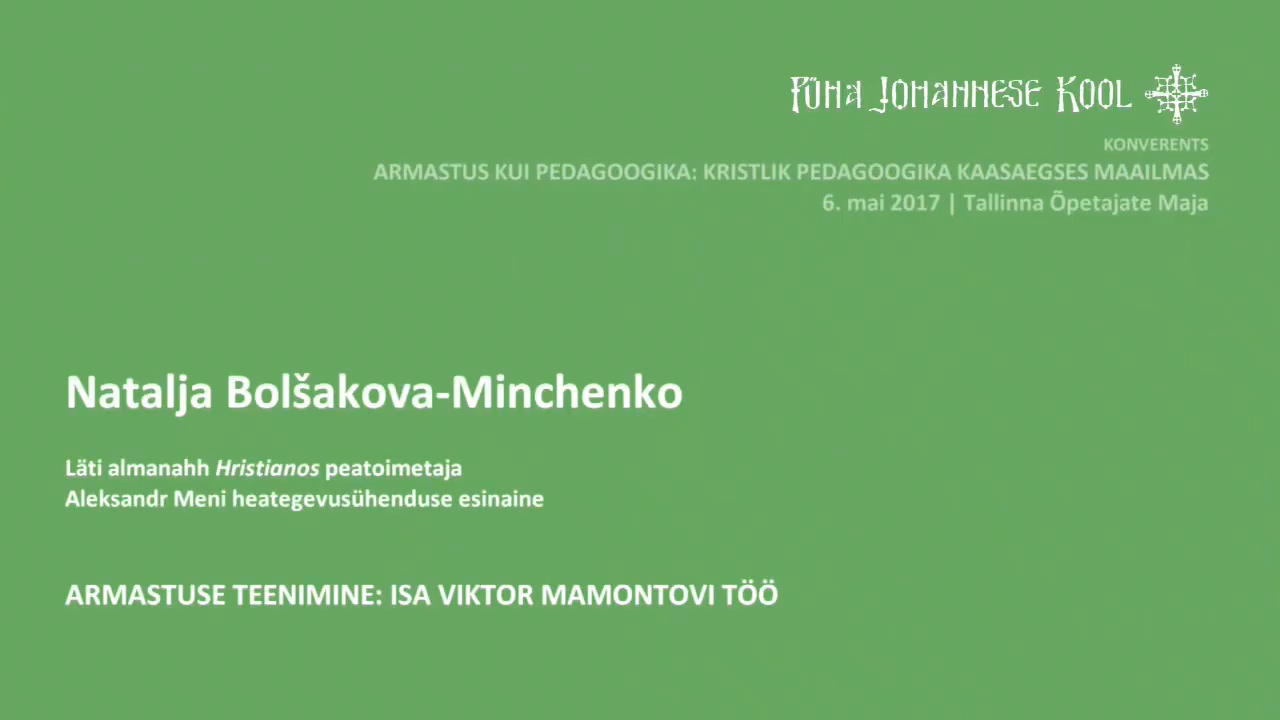 Püha Johannese Kool
KONVERENTS
ARMASTUS KUI PEDAGOOGIKA: KRISTLIK PEDAGOOGIKA KAASAEGSES MAAILMAS
6. mai 2017 | Tallinna Õpetajate Maja
Natalja Bolšakova-Minchenko
Läti almanahh Hristianos peatoimetaja
Aleksandr Meni heategevusühenduse esinaine
ARMASTUSE TEENIMINE: ISA VIKTOR MAMONTOVI TÖÖ